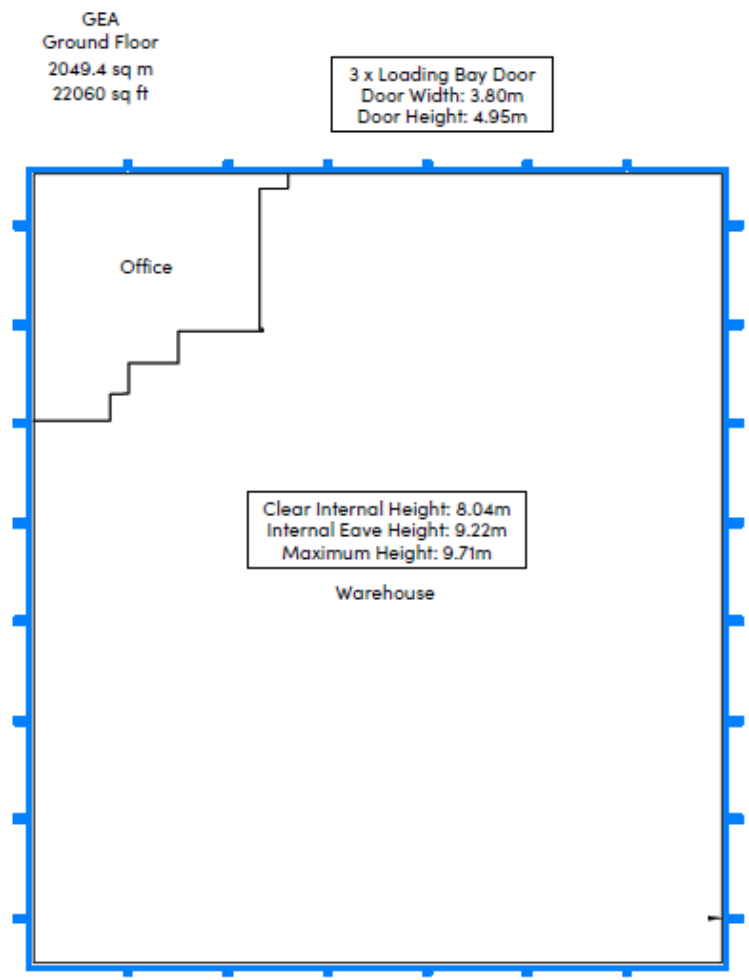 GEA
Ground Floor
2049.4 sq m
22060 sq ft
3 x Loading Bay Door
Door Width: 3.80m
Door Height: 4.95m
Office
Clear Internal Height: 8.04m
Internal Eave Height: 9.22m
Maximum Height: 9.71m
Warehouse